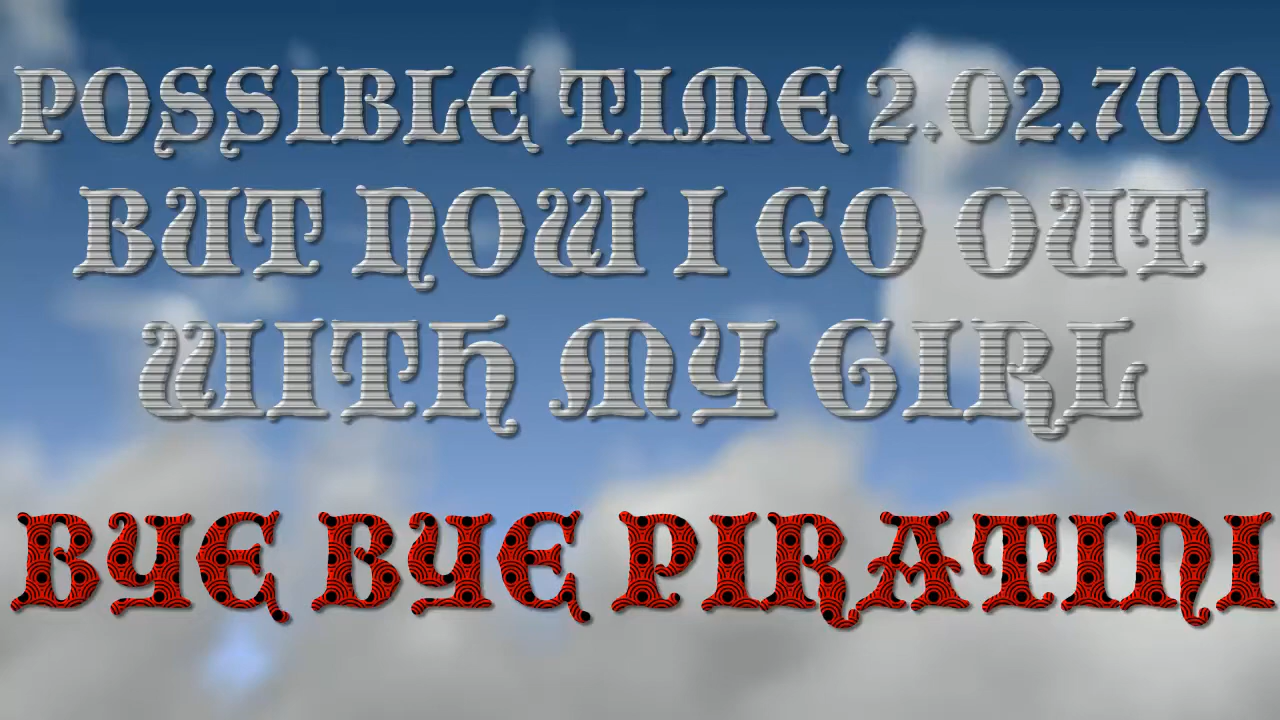 POSSIBLE TIME 2.02.700
BUT NOW I GO OUT
WITH MY GIRL
BYE BYE PIRATINI